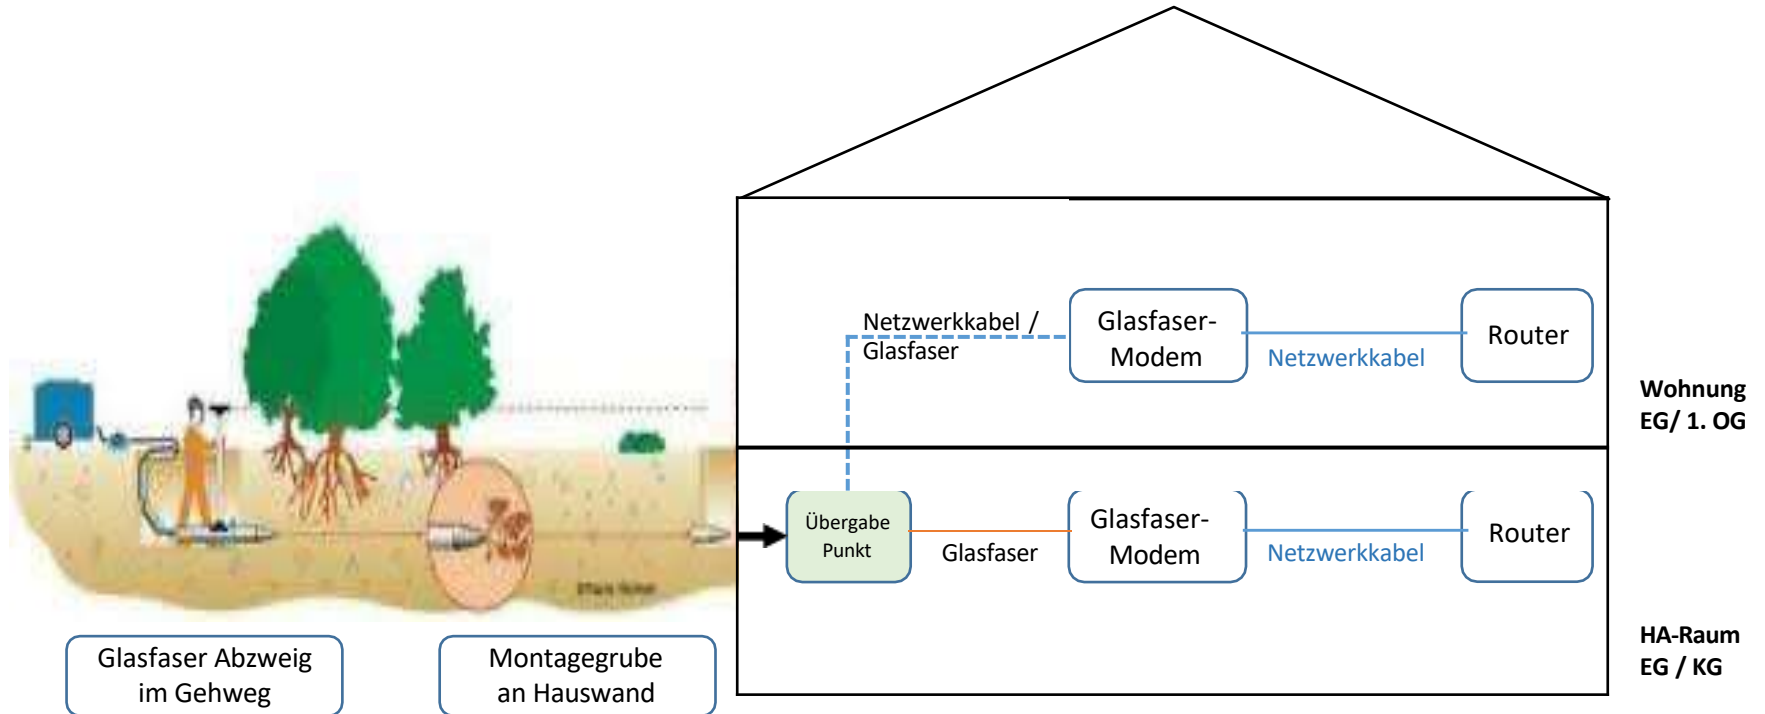 Netzwerkkabel /
Glasfaser
Glasfaser-
Modem
Netzwerkkabel
Router
Wohnung
EG/ 1. OG
Übergabe
Punkt
Glasfaser
Glasfaser-
Modem
Netzwerkkabel
Router
HA-Raum
EG / KG
Glasfaser Abzweig
im Gehweg
Montagegrube
an Hauswand